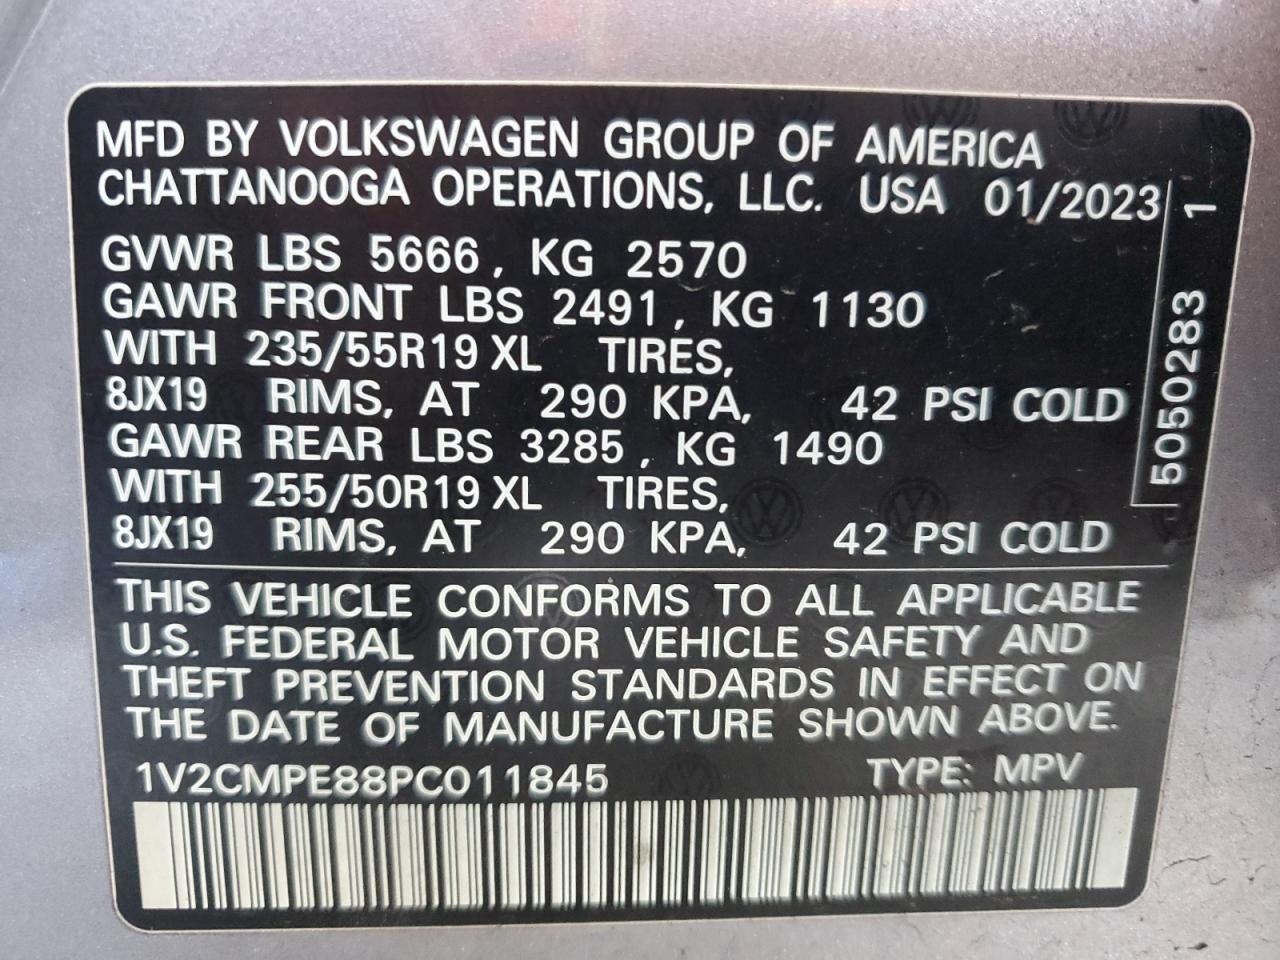 MFD BY VOLKSWAGEN GROUP OF AMERICA
CHATTANOOGA OPERATIONS, LLC. USA 01/2023
GVWR LBS 5666, KG 2570
GAWR FRONT LBS 2491, KG 1130
WITH 235/55R19 XL TIRES,
8JX19 RIMS, AT 290 KPA, 42 PSI COLD
GAWR REAR LBS 3285, KG 1490
WITH 255/50R19 XL TIRES,
8JX19 RIMS, AT 290 KPA, 42 PSI COLD
5050283 1
THIS VEHICLE CONFORMS TO ALL APPLICABLE
U.S. FEDERAL MOTOR VEHICLE SAFETY AND
THEFT PREVENTION STANDARDS IN EFFECT ON
THE DATE OF MANUFACTURE SHOWN ABOVE.
1V2CMPE88PC011845 TYPE: MPV